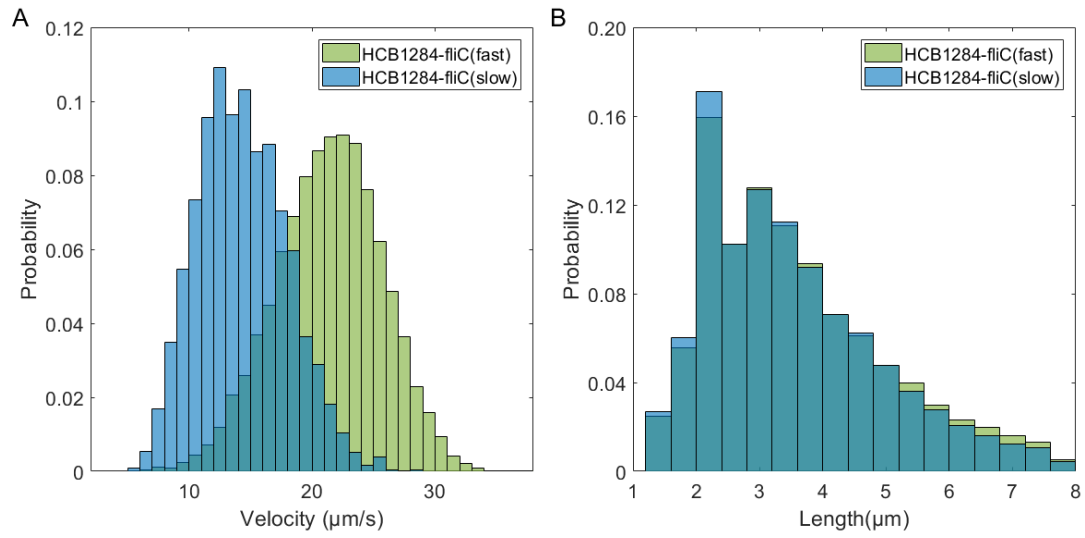 A
0.12
0.1
0.08
0.06
0.04
0.02
0
Probability
10
20
30
Velocity (μm/s)
HCB1284-fliC(fast)
HCB1284-fliC(slow)
B
0.20
0.16
0.12
0.08
0.04
0
Probability
1
2
3
4
5
6
7
8
Length(μm)
HCB1284-fliC(fast)
HCB1284-fliC(slow)